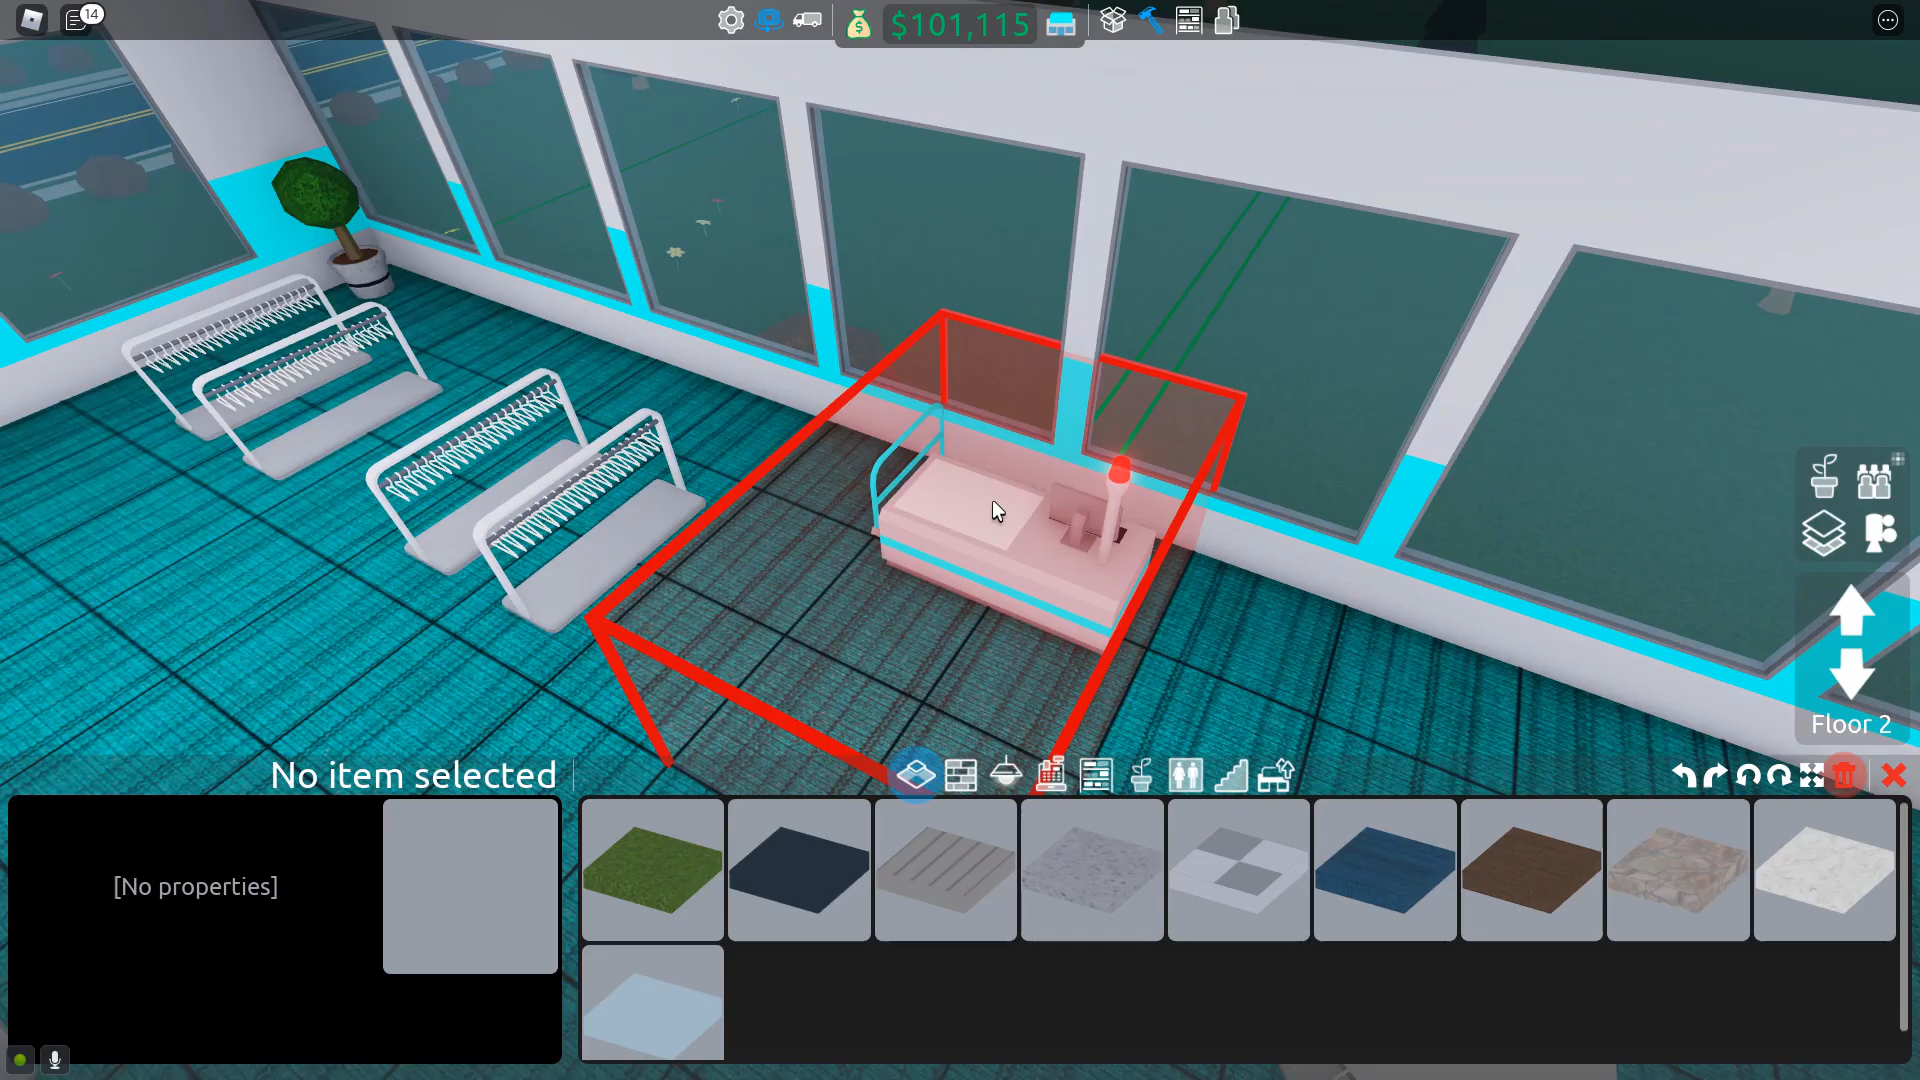 14
$101,115
Floor 2
No item selected
[No properties]